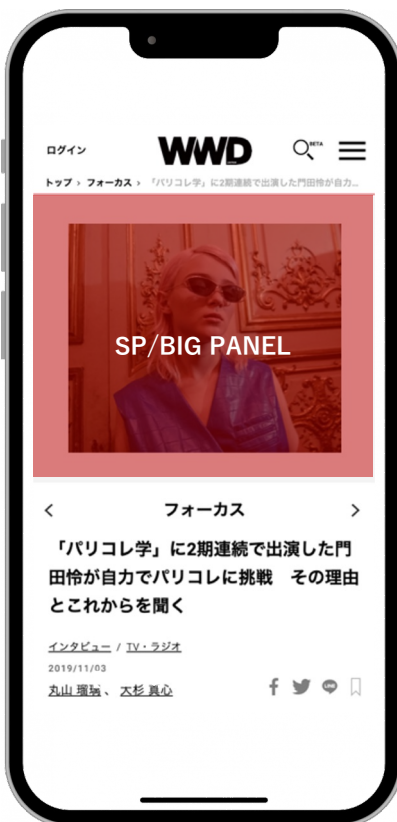 ログイン
WWD
BETA
トップ › フォーカス › 「パリコレ学」に2期連続で出演した門田怜が自力…
SP/BIG PANEL
フォーカス
「パリコレ学」に2期連続で出演した門
田怜が自力でパリコレに挑戦　その理由
とこれからを聞く
インタビュー / TV・ラジオ
2019/11/03
丸山 瑠璃、 大杉 真心
LINE